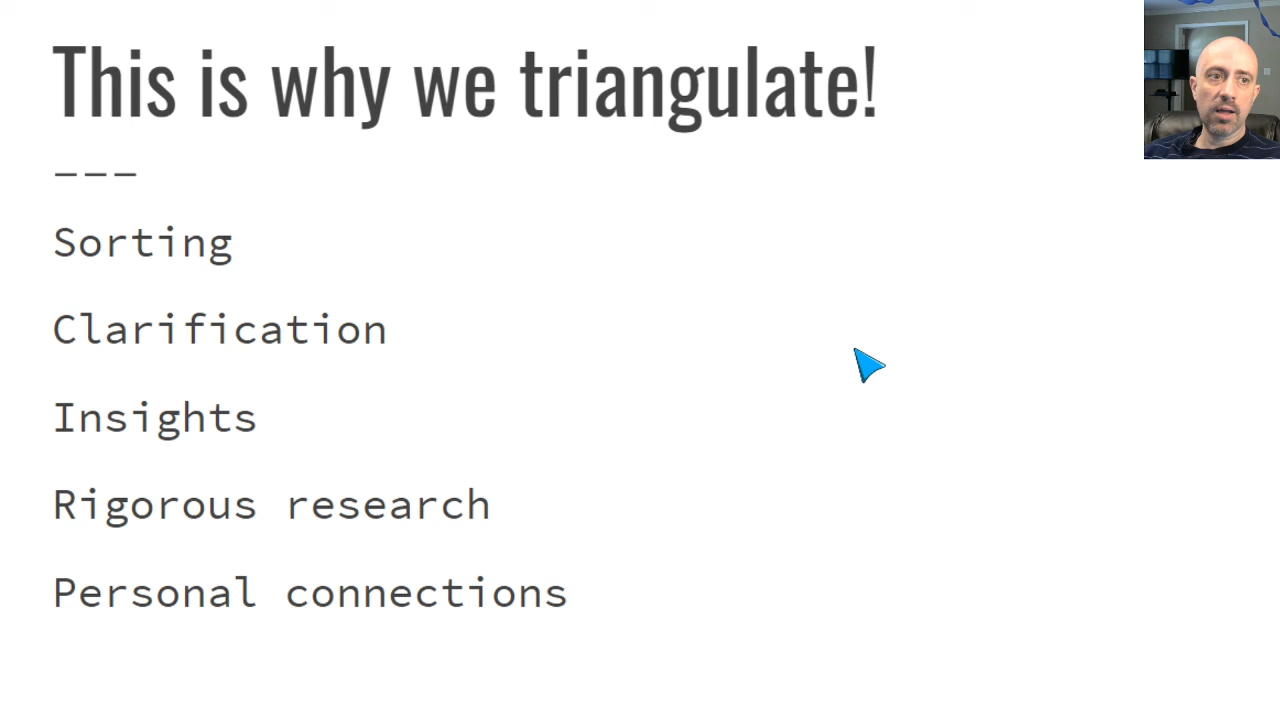 This is why we triangulate!
Sorting
Clarification
Insights
Rigorous research
Personal connections